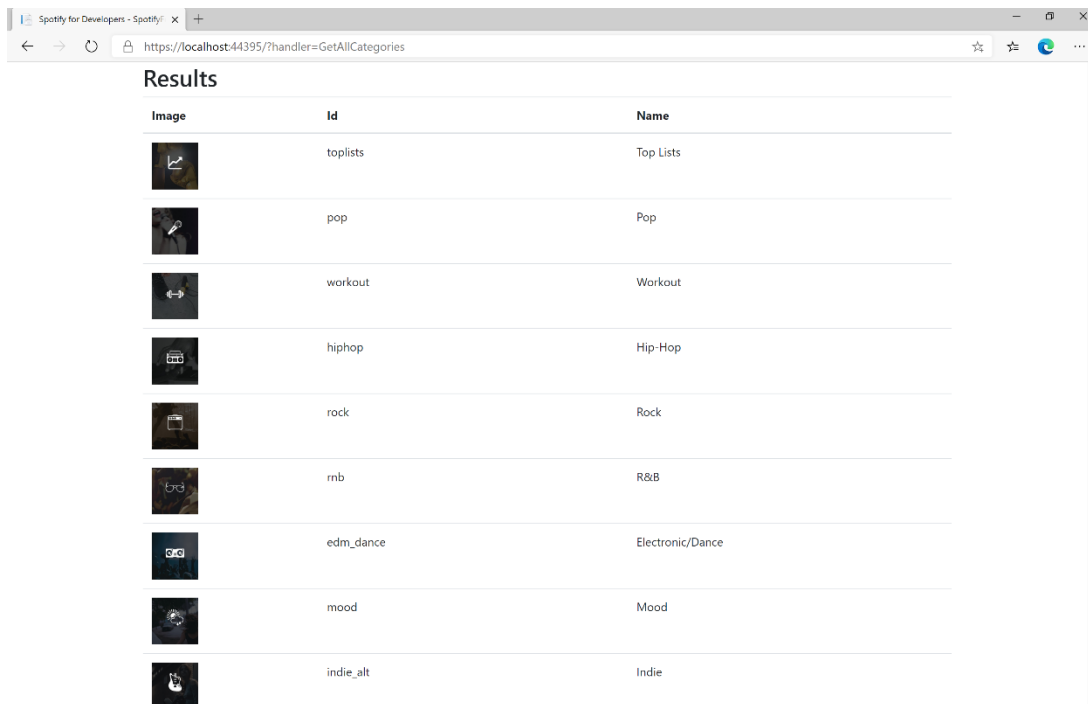 Spotify for Developers - SpotifyF
https://localhost:44395/?handler=GetAllCategories
Results
Image Id Name
toplists Top Lists
pop Pop
workout Workout
hiphop Hip-Hop
rock Rock
rnb R&B
edm_dance Electronic/Dance
mood Mood
indie_alt Indie